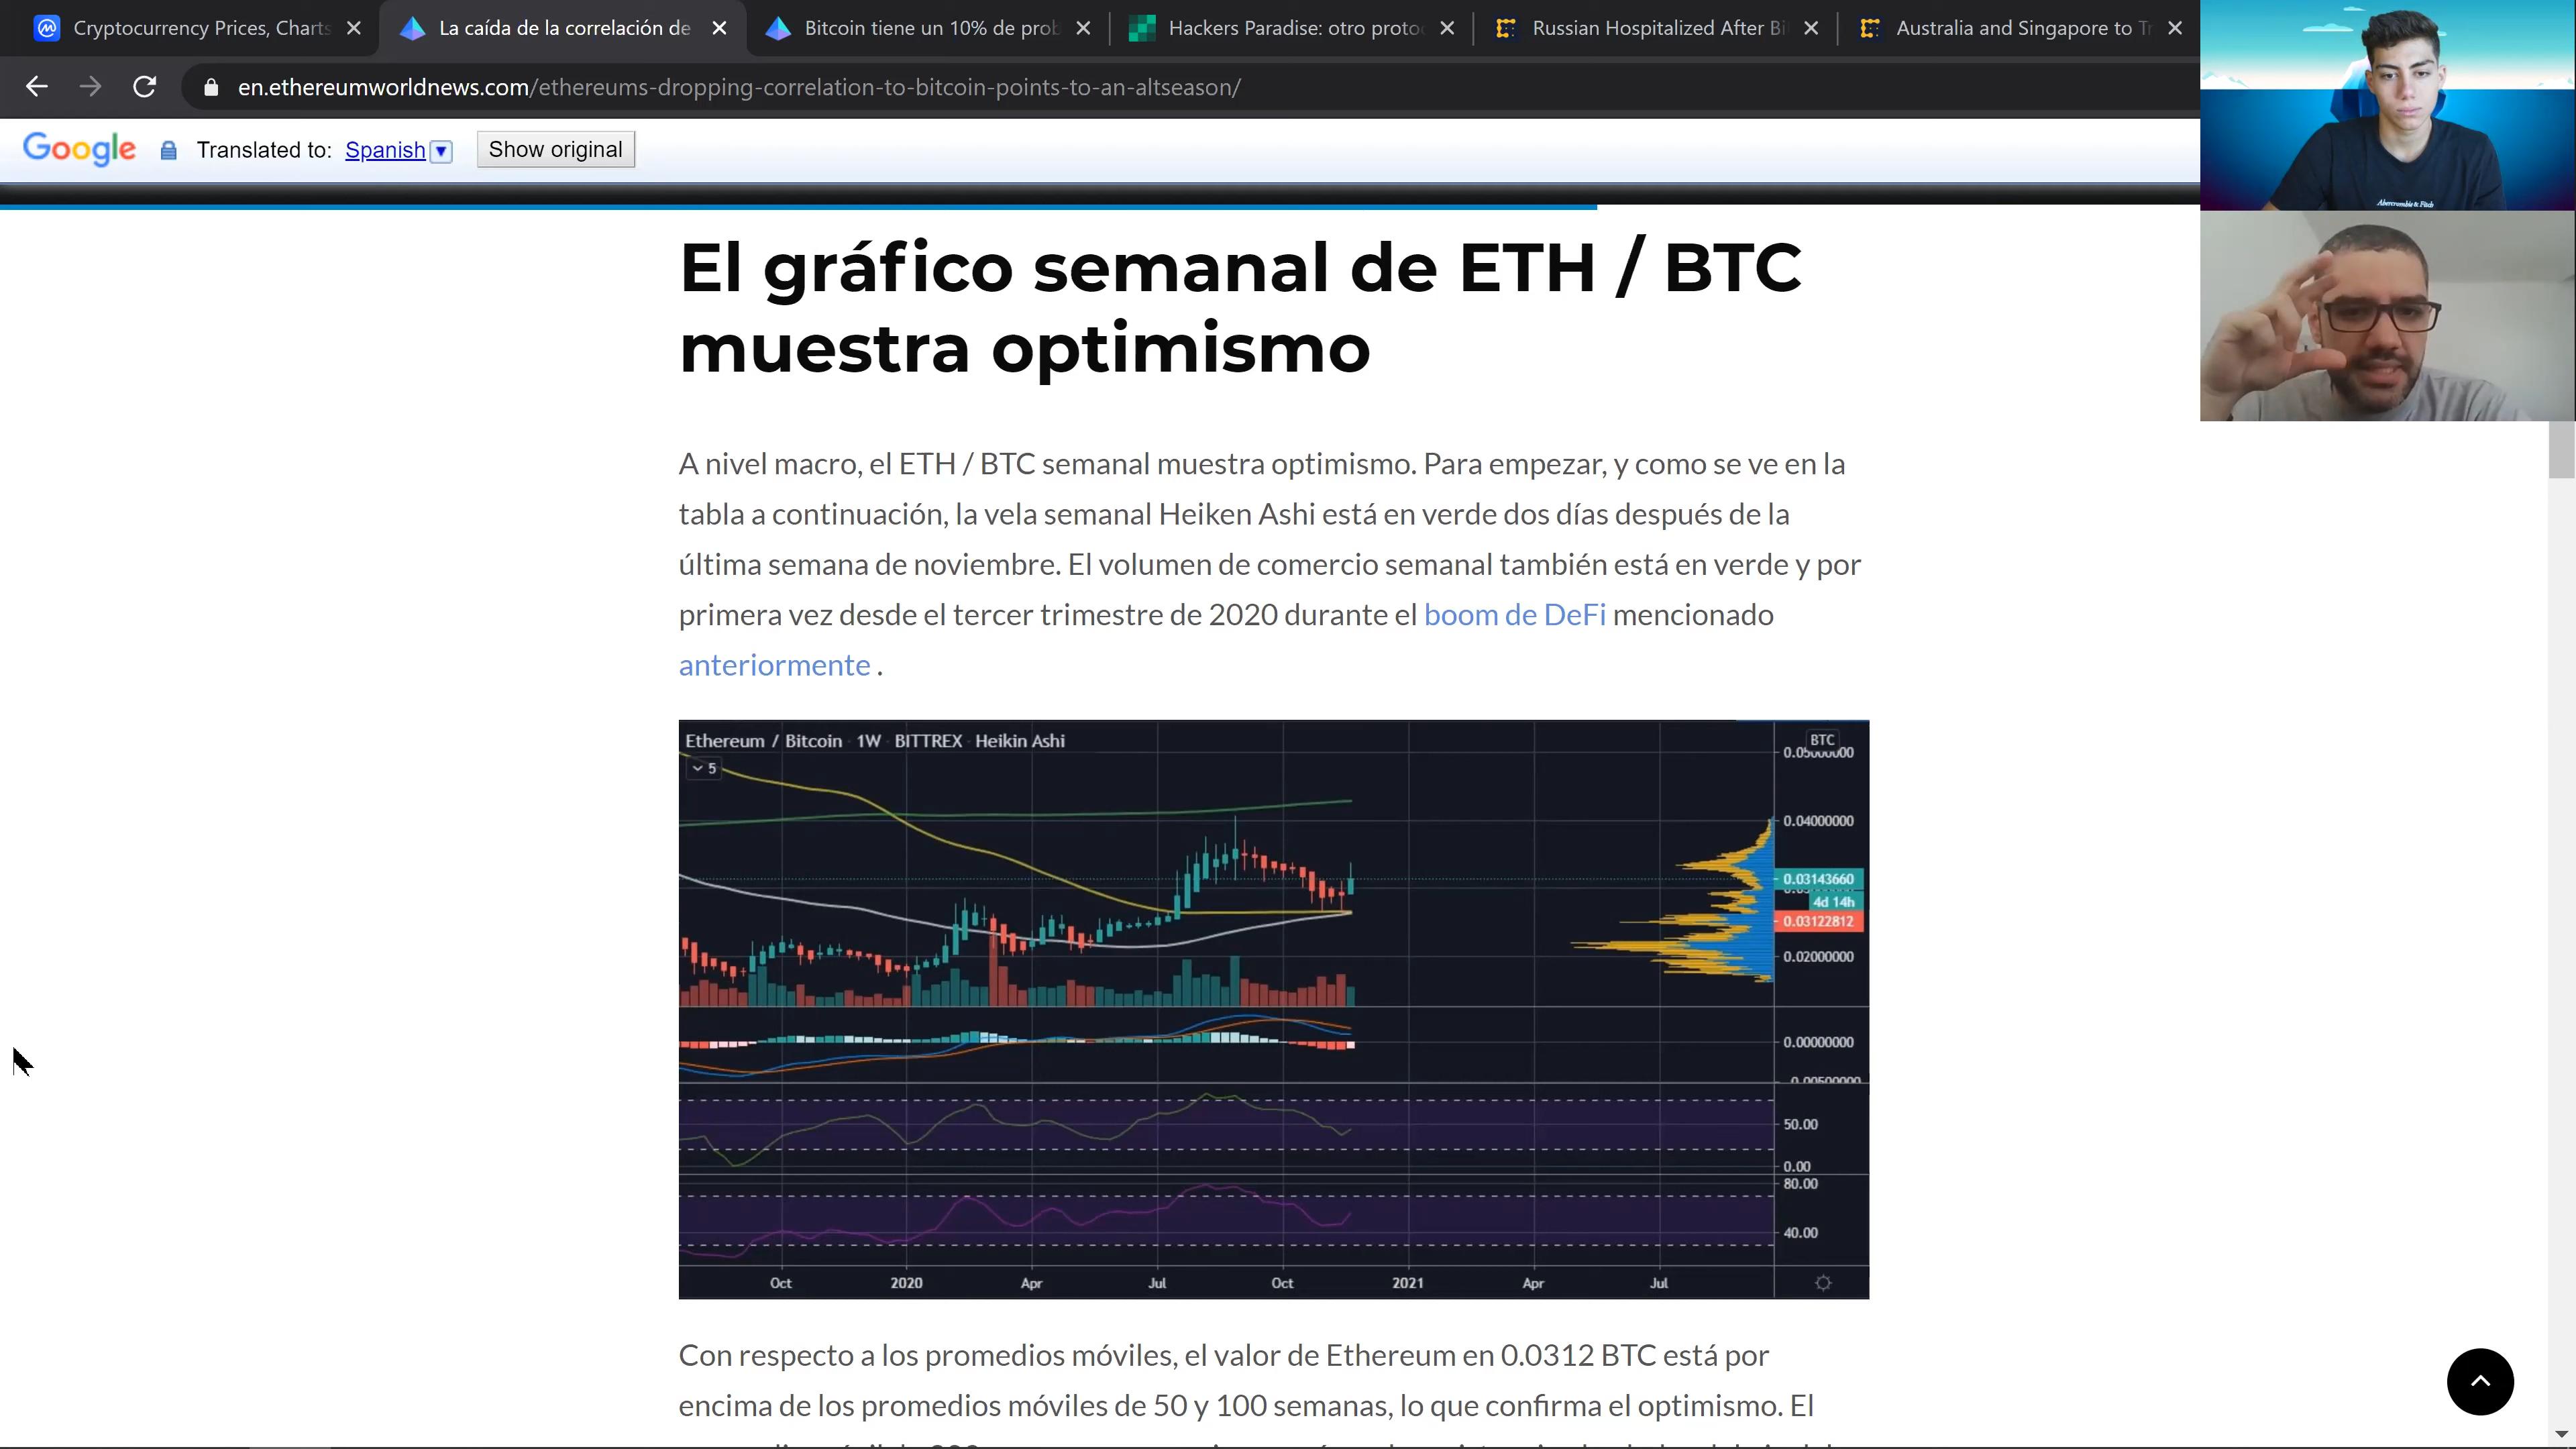 Cryptocurrency Prices, Charts
La caída de la correlación de
Bitcoin tiene un 10% de prob
Hackers Paradise: otro protoc
Russian Hospitalized After Bi
Australia and Singapore to Tr
en.ethereumworldnews.com/ethereums-dropping-correlation-to-bitcoin-points-to-an-altseason/
Google Translated to: Spanish Show original
Abercrombie & Fitch
El gráfico semanal de ETH / BTC
muestra optimismo
A nivel macro, el ETH / BTC semanal muestra optimismo. Para empezar, y como se ve en la
tabla a continuación, la vela semanal Heiken Ashi está en verde dos días después de la
última semana de noviembre. El volumen de comercio semanal también está en verde y por
primera vez desde el tercer trimestre de 2020 durante el boom de DeFi mencionado
anteriormente .
Ethereum / Bitcoin · 1W · BITTREX · Heikin Ashi
5
BTC
0.05000000
0.04000000
0.03143660
4d 14h
0.03122812
0.02000000
0.00000000
0.00500000
50.00
0.00
80.00
40.00
Oct 2020 Apr Jul Oct 2021 Apr Jul
Con respecto a los promedios móviles, el valor de Ethereum en 0.0312 BTC está por
encima de los promedios móviles de 50 y 100 semanas, lo que confirma el optimismo. El